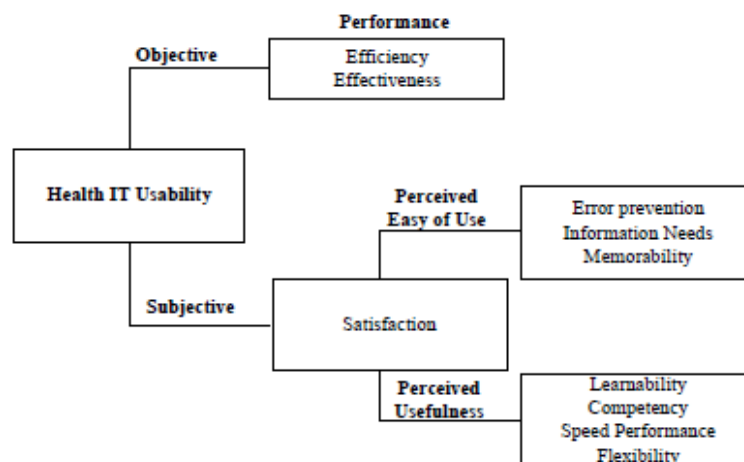 Performance
Objective
Efficiency
Effectiveness
Health IT Usability
Perceived
Easy of Use
Error prevention
Information Needs
Memorability
Subjective
Satisfaction
Perceived
Usefulness
Learnability
Competency
Speed Performance
Flexibility